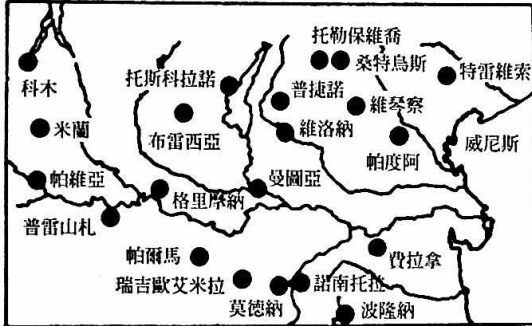 托勒保維喬
桑特烏斯
特雷維索
科木
托斯科拉諾
普捷諾
維琴察
米蘭
布雷西亞
維洛納
帕度阿
威尼斯
帕維亞
格里摩納
曼圖亞
普雷山札
帕爾馬
費拉拿
瑞吉歐艾米拉
諾南托拉
莫德納
波隆納